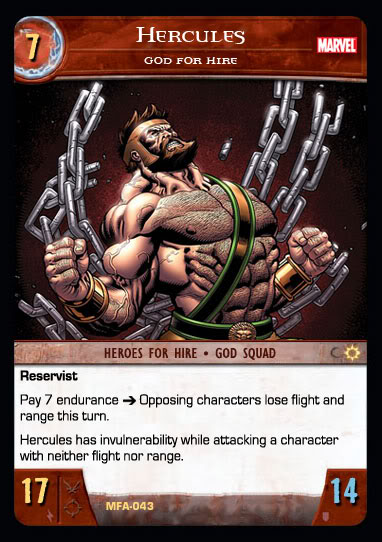 7
HERCULES
GOD FOR HIRE
MARVEL
HEROES FOR HIRE • GOD SQUAD
C
Reservist
Pay 7 endurance ➔ Opposing characters lose flight and
range this turn.
Hercules has invulnerability while attacking a character
with neither flight nor range.
17
MFA-043
14